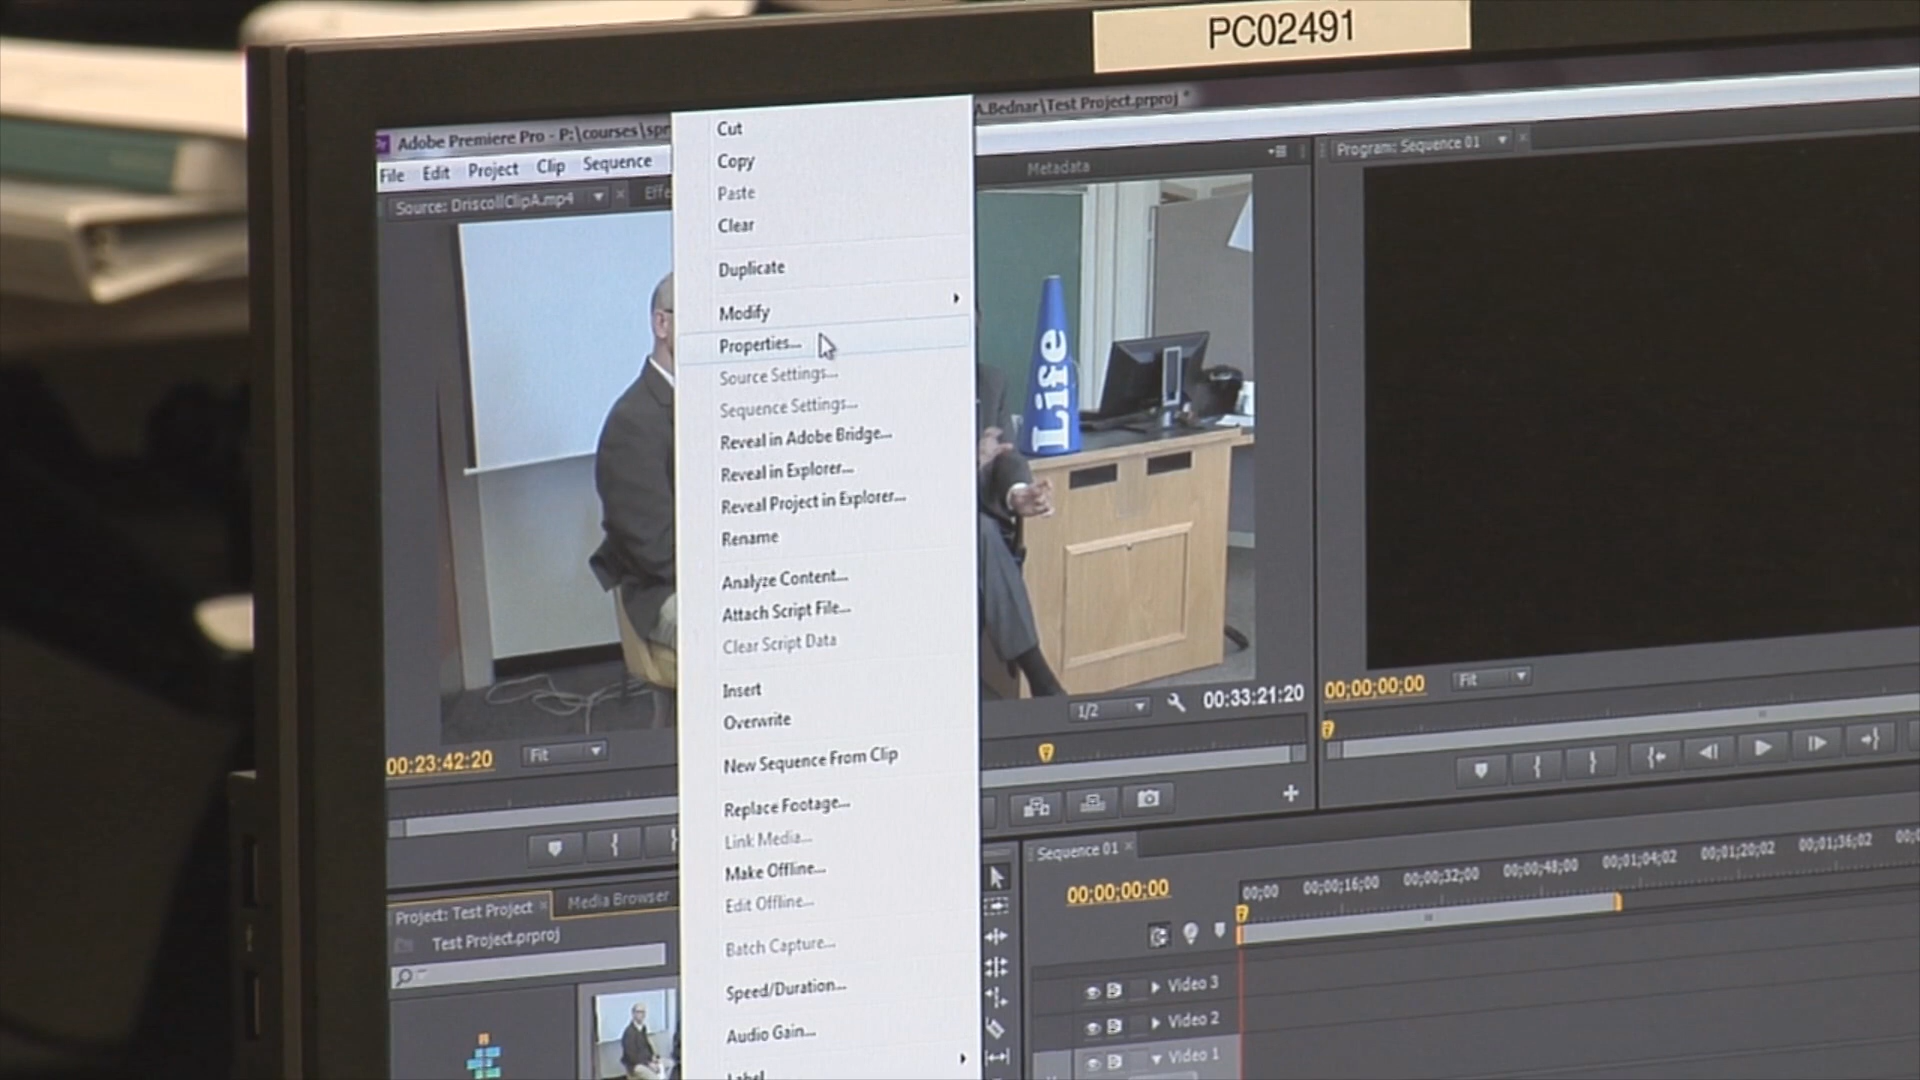 PC02491
Adobe Premiere Pro - P:\courses\spr
A.Bednar\Test Project.prproj *
File Edit Project Clip Sequence
Source: DriscollClipA.mp4
Effe
Metadata
Program: Sequence 01
Cut
Copy
Paste
Clear
Duplicate
Modify
Properties...
Source Settings...
Sequence Settings...
Reveal in Adobe Bridge...
Reveal in Explorer...
Reveal Project in Explorer...
Rename
Analyze Content...
Attach Script File...
Clear Script Data
Insert
Overwrite
New Sequence From Clip
Replace Footage...
Link Media...
Make Offline...
Edit Offline...
Batch Capture...
Speed/Duration...
Audio Gain...
Label
Life
00:23:42:20
Fit
1/2
00:33:21:20
00;00;00;00
Fit
Project: Test Project
Media Browser
Test Project.prproj
Sequence 01
00;00;00;00
00;00
00;00;16;00
00;00;32;00
00;00;48;00
00;01;04;02
00;01;20;02
00;01;36;02
Video 3
Video 2
Video 1